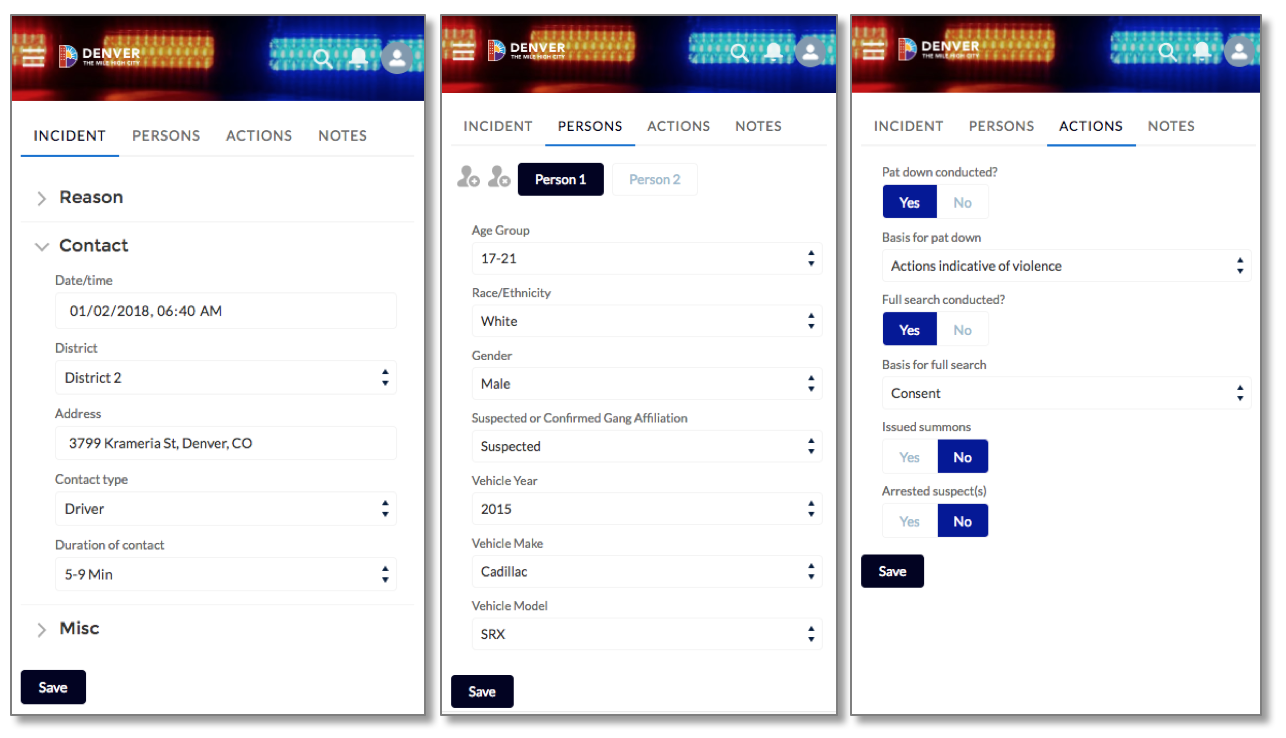 DENVER
THE MILE HIGH CITY
INCIDENT PERSONS ACTIONS NOTES
Reason
Contact
Date/time
01/02/2018, 06:40 AM
District
District 2
Address
3799 Krameria St, Denver, CO
Contact type
Driver
Duration of contact
5-9 Min
Misc
Save
DENVER
THE MILE HIGH CITY
INCIDENT PERSONS ACTIONS NOTES
Person 1 Person 2
Age Group
17-21
Race/Ethnicity
White
Gender
Male
Suspected or Confirmed Gang Affiliation
Suspected
Vehicle Year
2015
Vehicle Make
Cadillac
Vehicle Model
SRX
Save
DENVER
THE MILE HIGH CITY
INCIDENT PERSONS ACTIONS NOTES
Pat down conducted?
Yes No
Basis for pat down
Actions indicative of violence
Full search conducted?
Yes No
Basis for full search
Consent
Issued summons
Yes No
Arrested suspect(s)
Yes No
Save